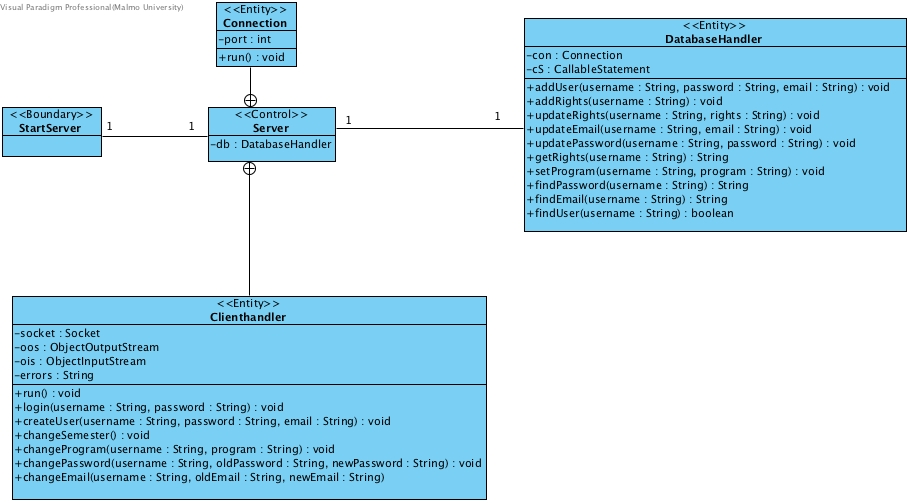 Visual Paradigm Professional(Malmo University)
<<Entity>>
Connection
-port : int
+run() : void
<<Entity>>
DatabaseHandler
-con : Connection
-cS : CallableStatement
+addUser(username : String, password : String, email : String) : void
+addRights(username : String) : void
+updateRights(username : String, rights : String) : void
+updateEmail(username : String, email : String) : void
+updatePassword(username : String, password : String) : void
+getRights(username : String) : String
+setProgram(username : String, program : String) : void
+findPassword(username : String) : String
+findEmail(username : String) : String
+findUser(username : String) : boolean
<<Boundary>>
StartServer
1
1
<<Control>>
Server
-db : DatabaseHandler
1
1
<<Entity>>
Clienthandler
-socket : Socket
-oos : ObjectOutputStream
-ois : ObjectInputStream
-errors : String
+run() : void
+login(username : String, password : String) : void
+createUser(username : String, password : String, email : String) : void
+changeSemester() : void
+changeProgram(username : String, program : String) : void
+changePassword(username : String, oldPassword : String, newPassword : String) : void
+changeEmail(username : String, oldEmail : String, newEmail : String)